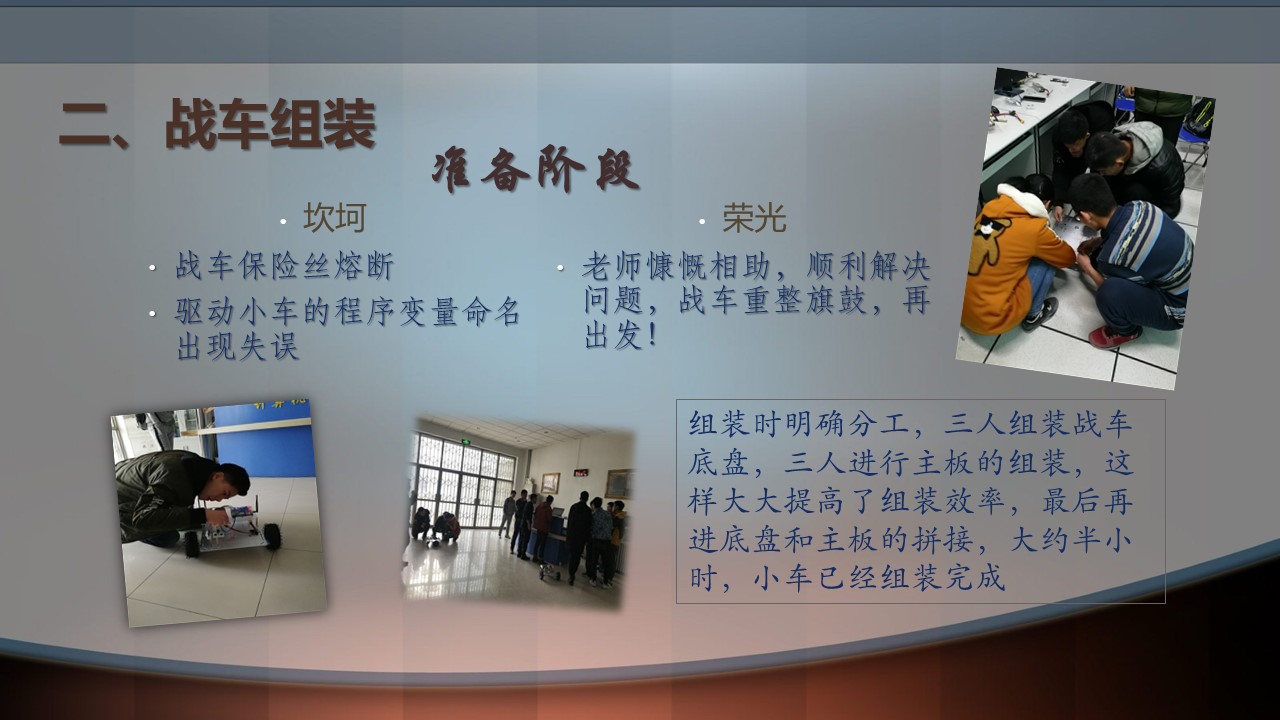 二、战车组装
准备阶段
坎坷
战车保险丝熔断
驱动小车的程序变量命名
出现失误
荣光
老师慷慨相助，顺利解决
问题，战车重整旗鼓，再
出发！
组装时明确分工，三人组装战车
底盘，三人进行主板的组装，这
样大大提高了组装效率，最后再
进底盘和主板的拼接，大约半小
时，小车已经组装完成